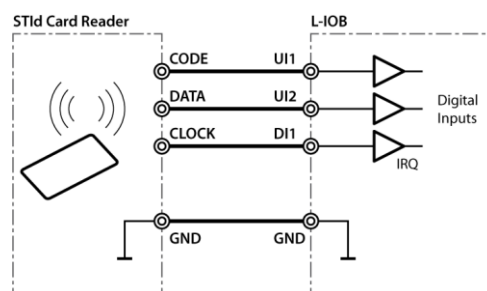 STId Card Reader
L-IOB
CODE UI1
DATA UI2
Digital
Inputs
CLOCK DI1
IRQ
GND GND